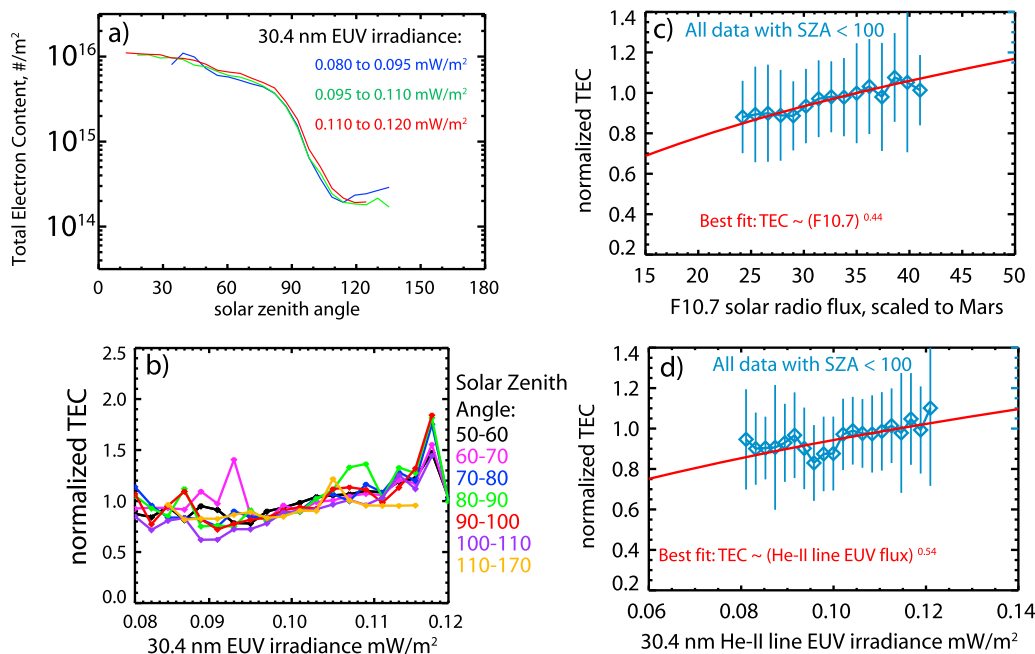 a)
30.4 nm EUV irradiance:
0.080 to 0.095 mW/m²
0.095 to 0.110 mW/m²
0.110 to 0.120 mW/m²
Total Electron Content, #/m²
10¹⁶
10¹⁵
10¹⁴
0 30 60 90 120 150 180
solar zenith angle
b)
normalized TEC
2.5
2.0
1.5
1.0
0.5
0.0
0.08 0.09 0.10 0.11 0.12
30.4 nm EUV irradiance mW/m²
Solar Zenith
Angle:
50-60
60-70
70-80
80-90
90-100
100-110
110-170
c)
All data with SZA < 100
normalized TEC
1.4
1.2
1.0
0.8
0.6
0.4
0.2
Best fit: TEC ~ (F10.7) ⁰·⁴⁴
15 20 25 30 35 40 45 50
F10.7 solar radio flux, scaled to Mars
d)
All data with SZA < 100
normalized TEC
1.4
1.2
1.0
0.8
0.6
0.4
0.2
Best fit: TEC ~ (He-II line EUV flux) ⁰·⁵⁴
0.06 0.08 0.10 0.12 0.14
30.4 nm He-II line EUV irradiance mW/m²